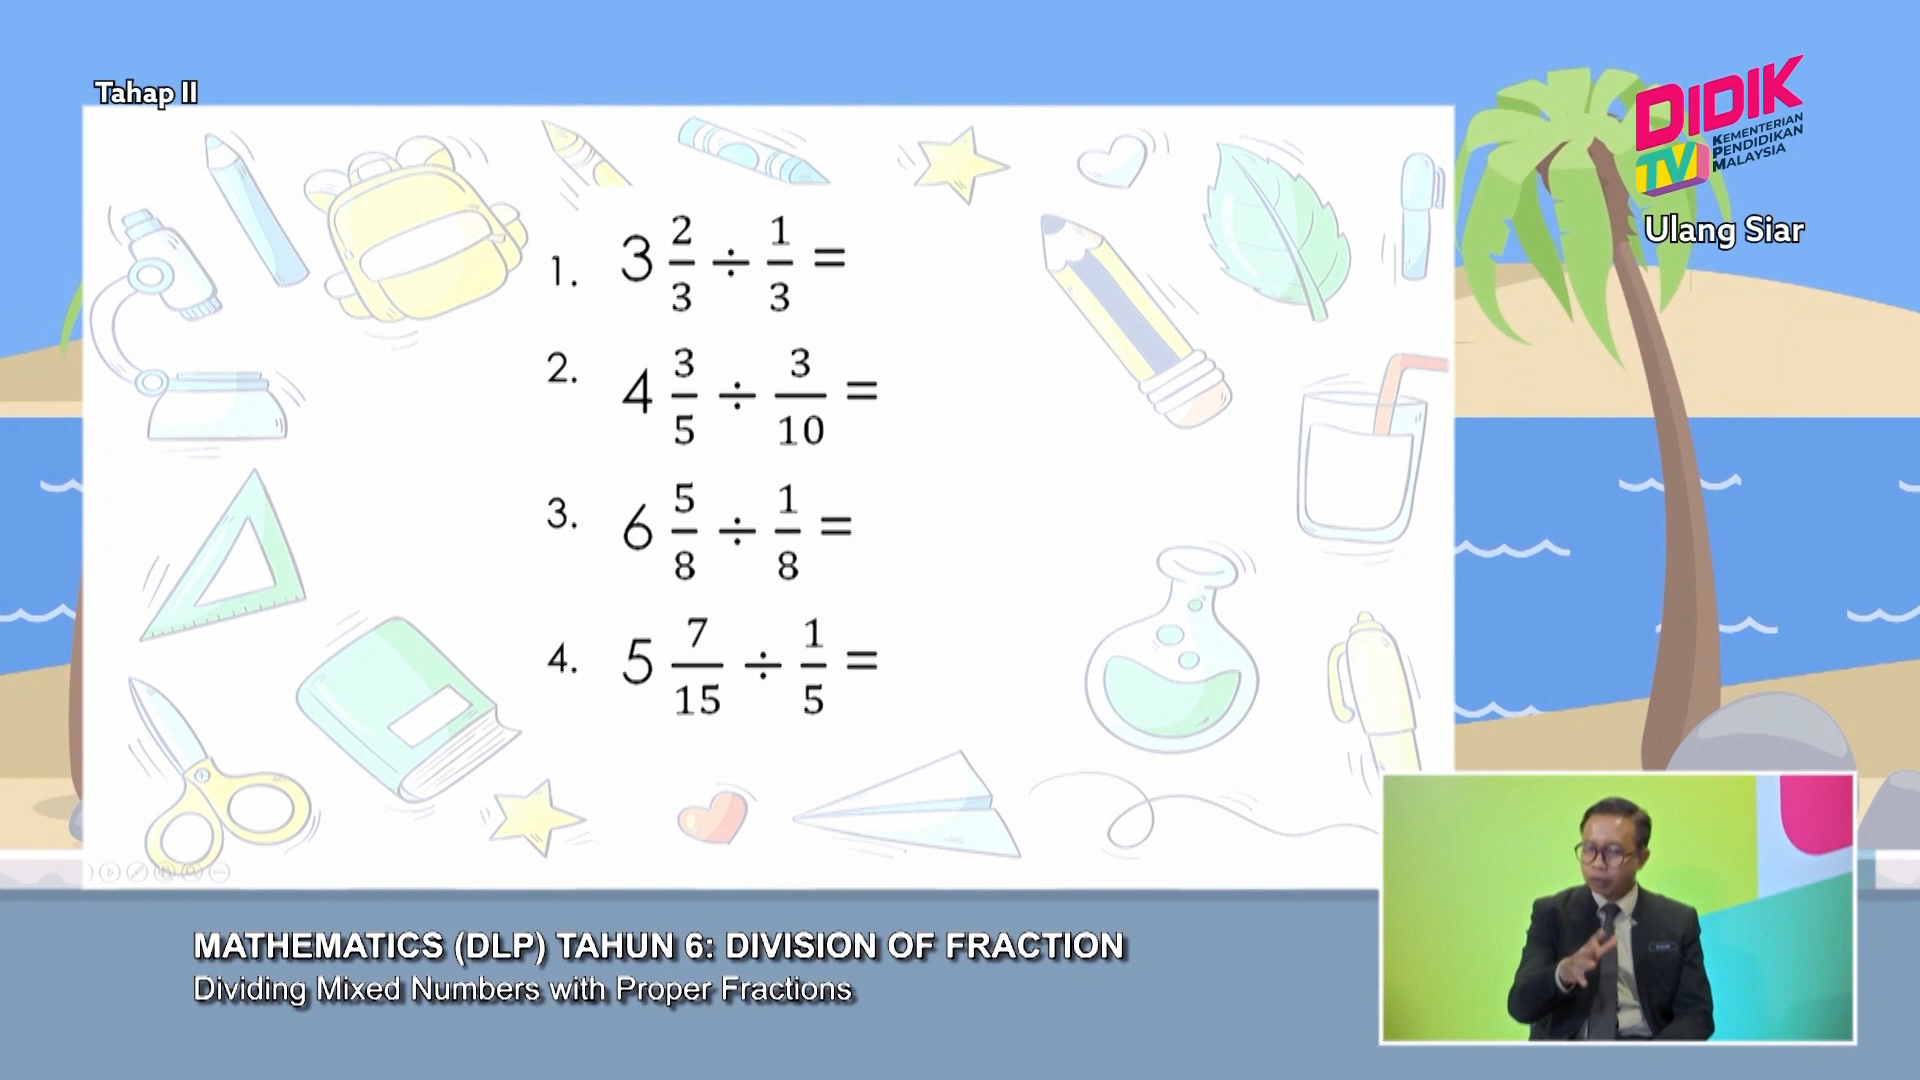 Tahap II
DIDIK
TV
KEMENTERIAN
PENDIDIKAN
MALAYSIA
Ulang Siar
1. 3 2/3 ÷ 1/3 =
2. 4 3/5 ÷ 3/10 =
3. 6 5/8 ÷ 1/8 =
4. 5 7/15 ÷ 1/5 =
MATHEMATICS (DLP) TAHUN 6: DIVISION OF FRACTION
Dividing Mixed Numbers with Proper Fractions